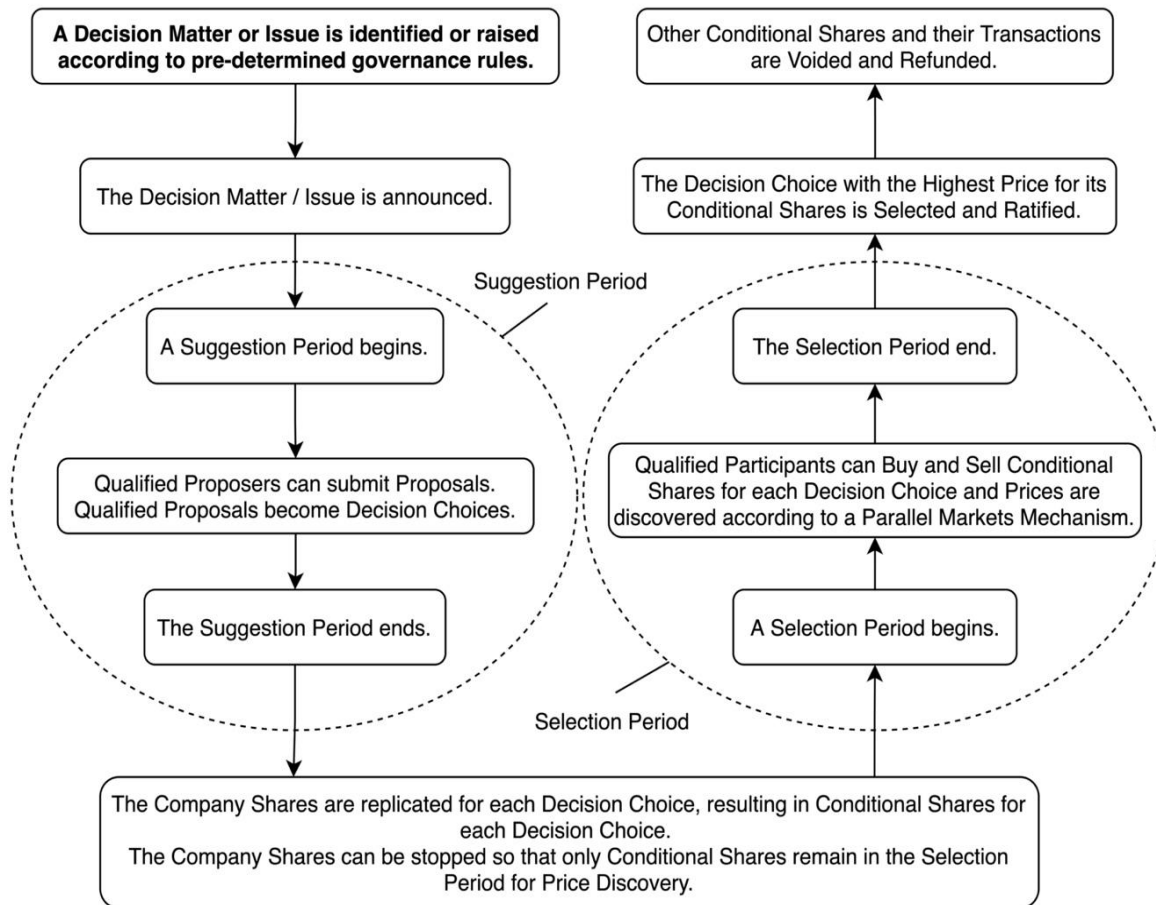 A Decision Matter or Issue is identified or raised
according to pre-determined governance rules.
The Decision Matter / Issue is announced.
Suggestion Period
A Suggestion Period begins.
Qualified Proposers can submit Proposals.
Qualified Proposals become Decision Choices.
The Suggestion Period ends.
The Company Shares are replicated for each Decision Choice, resulting in Conditional Shares for
each Decision Choice.
The Company Shares can be stopped so that only Conditional Shares remain in the Selection
Period for Price Discovery.
Selection Period
A Selection Period begins.
Qualified Participants can Buy and Sell Conditional
Shares for each Decision Choice and Prices are
discovered according to a Parallel Markets Mechanism.
The Selection Period end.
The Decision Choice with the Highest Price for its
Conditional Shares is Selected and Ratified.
Other Conditional Shares and their Transactions
are Voided and Refunded.